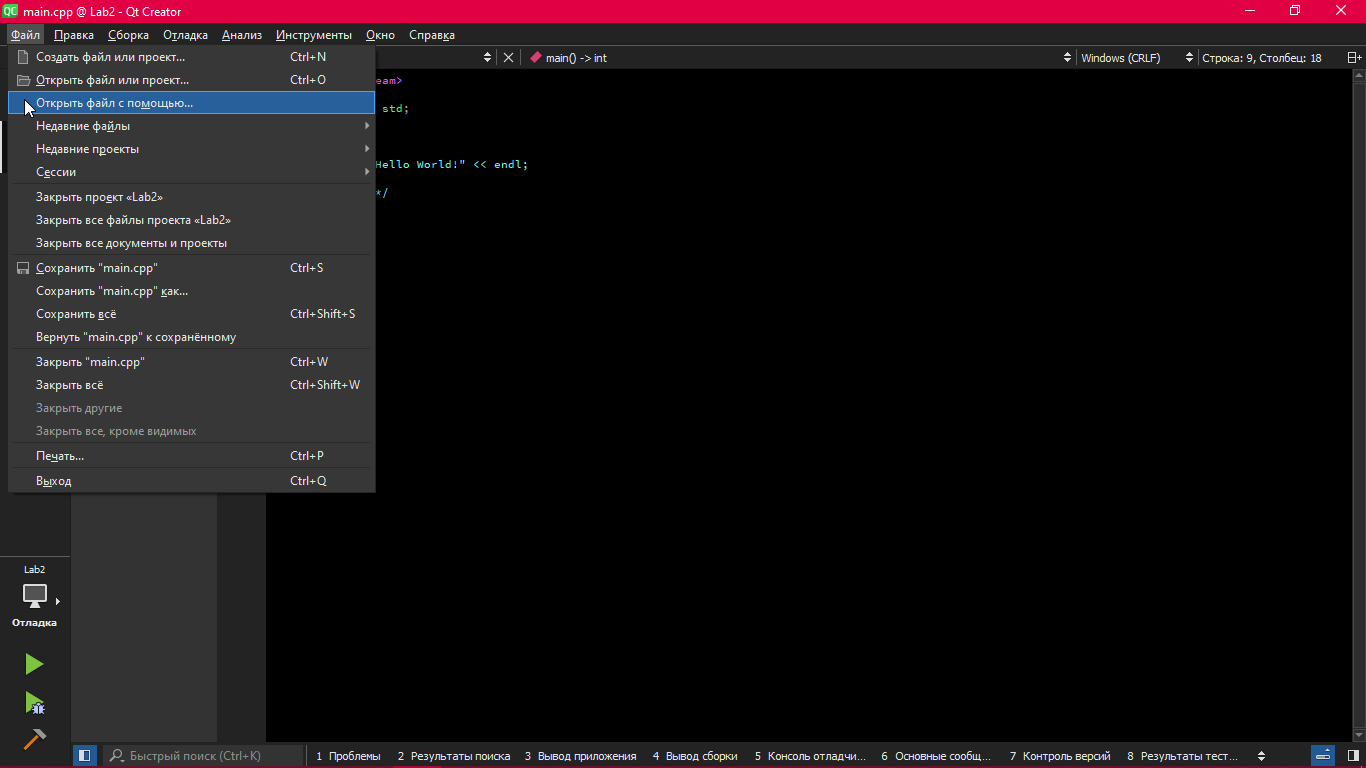 main.cpp @ Lab2 - Qt Creator
Файл Правка Сборка Отладка Анализ Инструменты Окно Справка
main() -> int Windows (CRLF) Строка: 9, Столбец: 18
Создать файл или проект... Ctrl+N
Открыть файл или проект... Ctrl+O
Открыть файл с помощью...
Недавние файлы
Недавние проекты
Сессии
Закрыть проект «Lab2»
Закрыть все файлы проекта «Lab2»
Закрыть все документы и проекты
Сохранить "main.cpp" Ctrl+S
Сохранить "main.cpp" как...
Сохранить всё Ctrl+Shift+S
Вернуть "main.cpp" к сохранённому
Закрыть "main.cpp" Ctrl+W
Закрыть всё Ctrl+Shift+W
Закрыть другие
Закрыть все, кроме видимых
Печать... Ctrl+P
Выход Ctrl+Q
eam>
std;
Hello World!" << endl;
*/
Lab2
Отладка
Быстрый поиск (Ctrl+K) 1 Проблемы 2 Результаты поиска 3 Вывод приложения 4 Вывод сборки 5 Консоль отладчи... 6 Основные сообщ... 7 Контроль версий 8 Результаты тест...